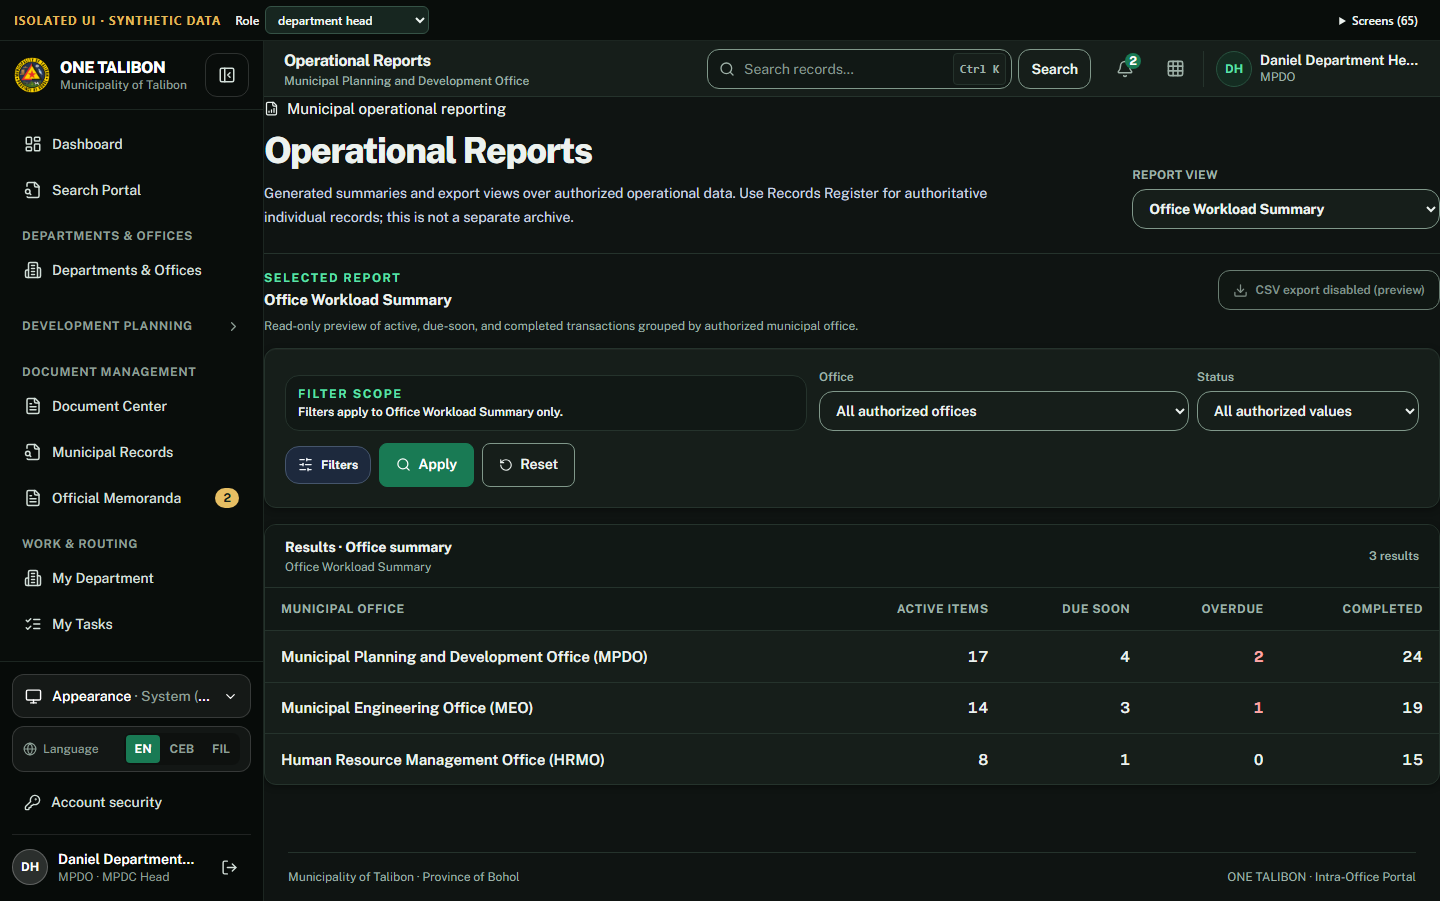 ISOLATED UI · SYNTHETIC DATA
Role
department head
Screens (65)
ONE TALIBON
Municipality of Talibon
Operational Reports
Municipal Planning and Development Office
Search records...
Ctrl K
Search
2
DH
Daniel Department He...
MPDO
Dashboard
Search Portal
DEPARTMENTS & OFFICES
Departments & Offices
DEVELOPMENT PLANNING
DOCUMENT MANAGEMENT
Document Center
Municipal Records
Official Memoranda
2
WORK & ROUTING
My Department
My Tasks
Appearance · System (...
Language
EN
CEB
FIL
Account security
DH
Daniel Department...
MPDO · MPDC Head
Municipal operational reporting
Operational Reports
Generated summaries and export views over authorized operational data. Use Records Register for authoritative
individual records; this is not a separate archive.
REPORT VIEW
Office Workload Summary
SELECTED REPORT
Office Workload Summary
Read-only preview of active, due-soon, and completed transactions grouped by authorized municipal office.
CSV export disabled (preview)
FILTER SCOPE
Filters apply to Office Workload Summary only.
Office
All authorized offices
Status
All authorized values
Filters
Apply
Reset
Results · Office summary
Office Workload Summary
3 results
MUNICIPAL OFFICE ACTIVE ITEMS DUE SOON OVERDUE COMPLETED
Municipal Planning and Development Office (MPDO) 17 4 2 24
Municipal Engineering Office (MEO) 14 3 1 19
Human Resource Management Office (HRMO) 8 1 0 15
Municipality of Talibon · Province of Bohol
ONE TALIBON · Intra-Office Portal